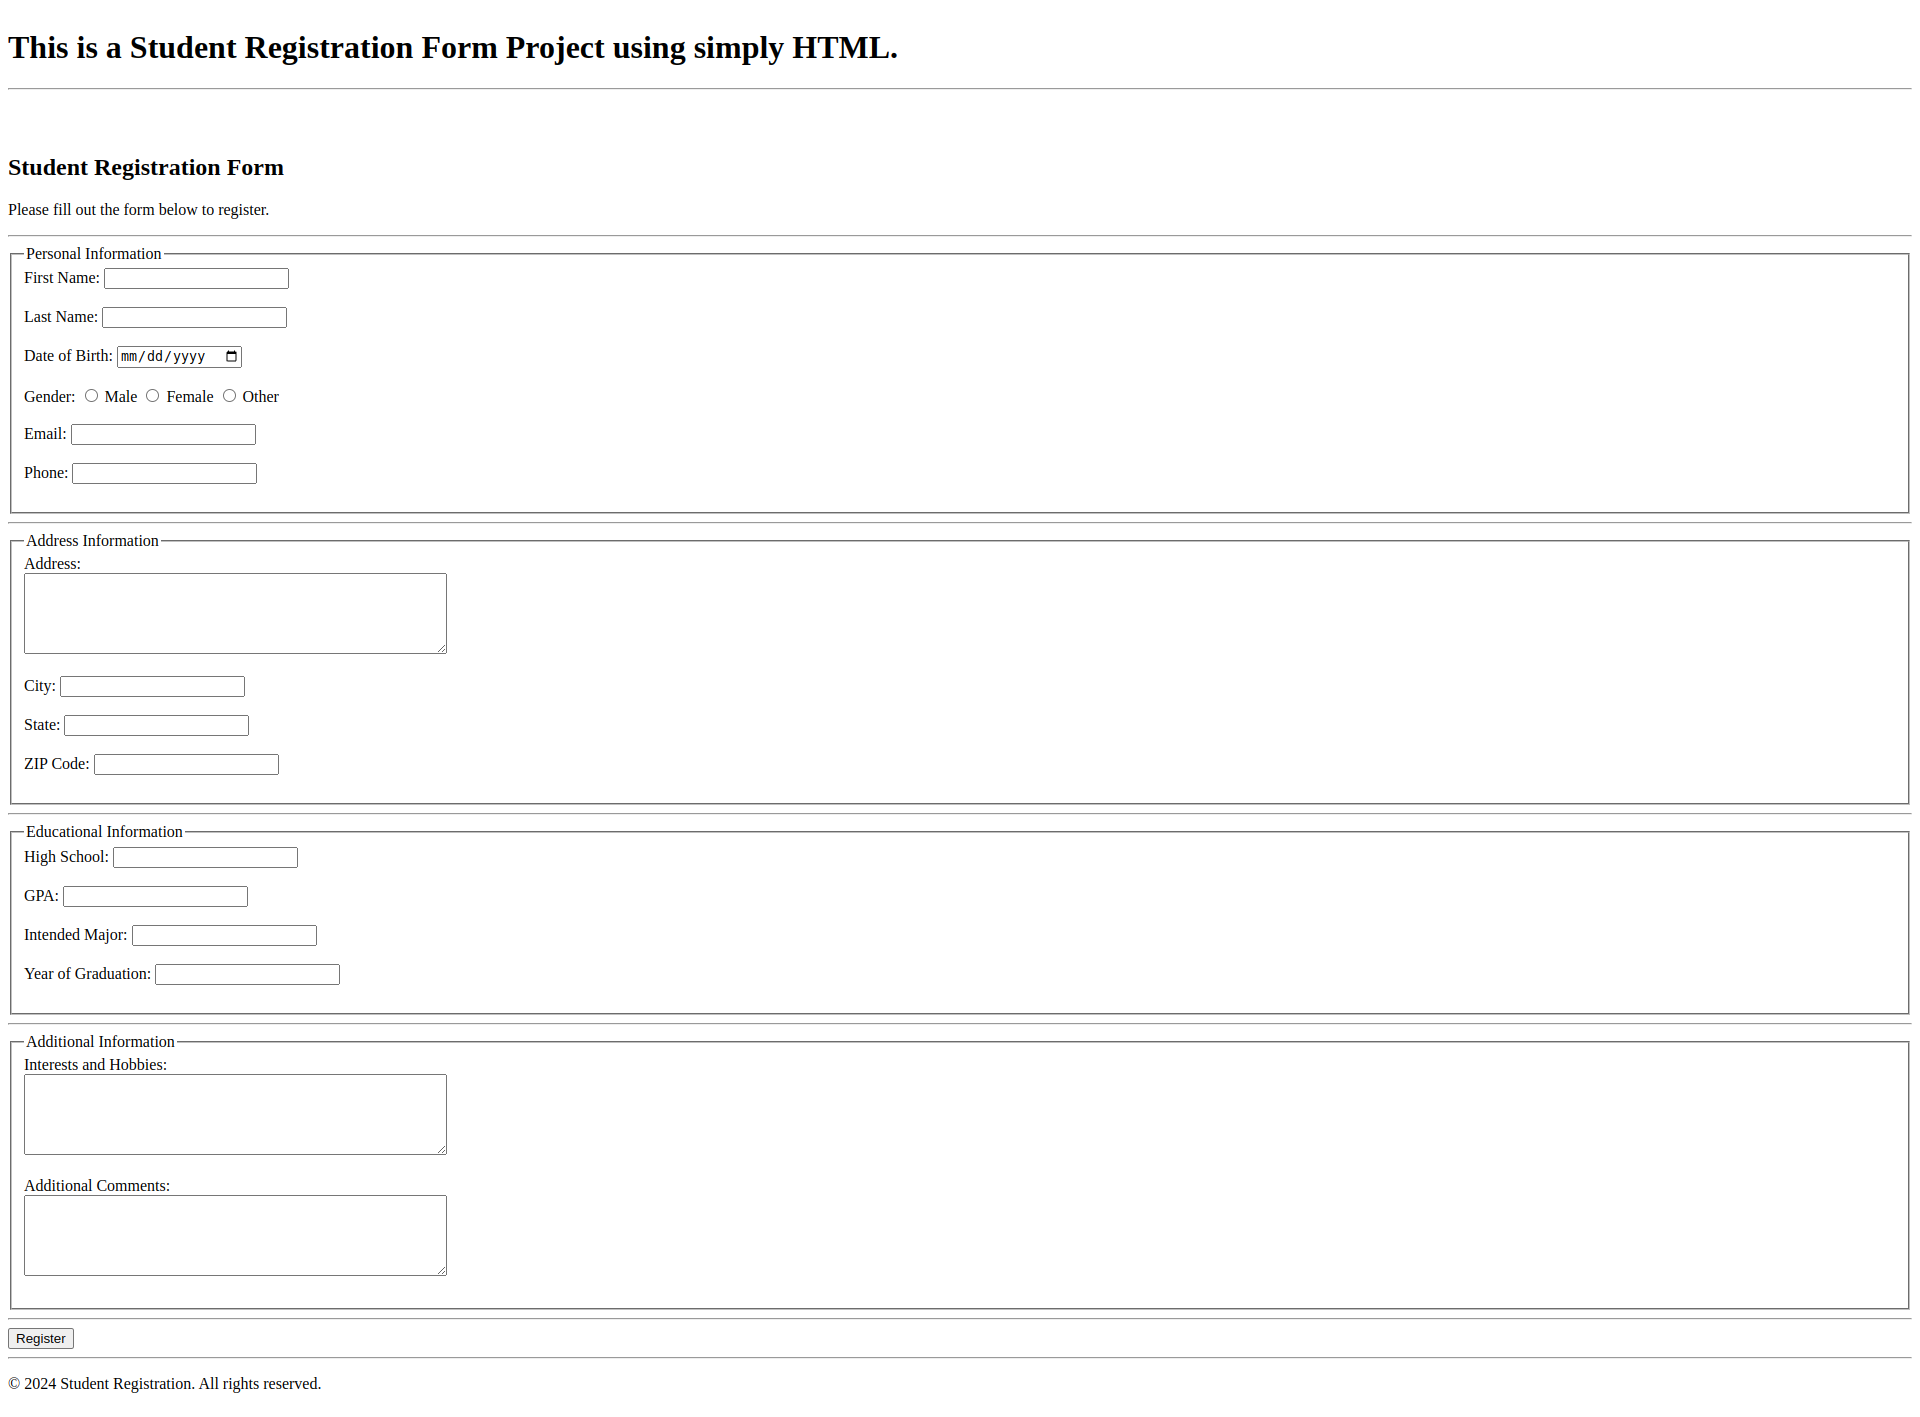 This is a Student Registration Form Project using simply HTML.
Student Registration Form
Please fill out the form below to register.
Personal Information
First Name:
Last Name:
Date of Birth: mm/dd/yyyy
Gender: Male Female Other
Email:
Phone:
Address Information
Address:
City:
State:
ZIP Code:
Educational Information
High School:
GPA:
Intended Major:
Year of Graduation:
Additional Information
Interests and Hobbies:
Additional Comments:
Register
© 2024 Student Registration. All rights reserved.